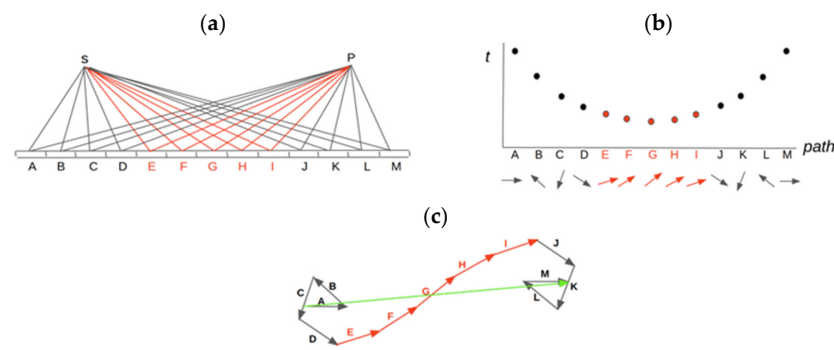 (a)
S P
A B C D E F G H I J K L M
(b)
t
A B C D E F G H I J K L M
path
(c)
I J
H
C B
A
G
M
K
L
F
D E